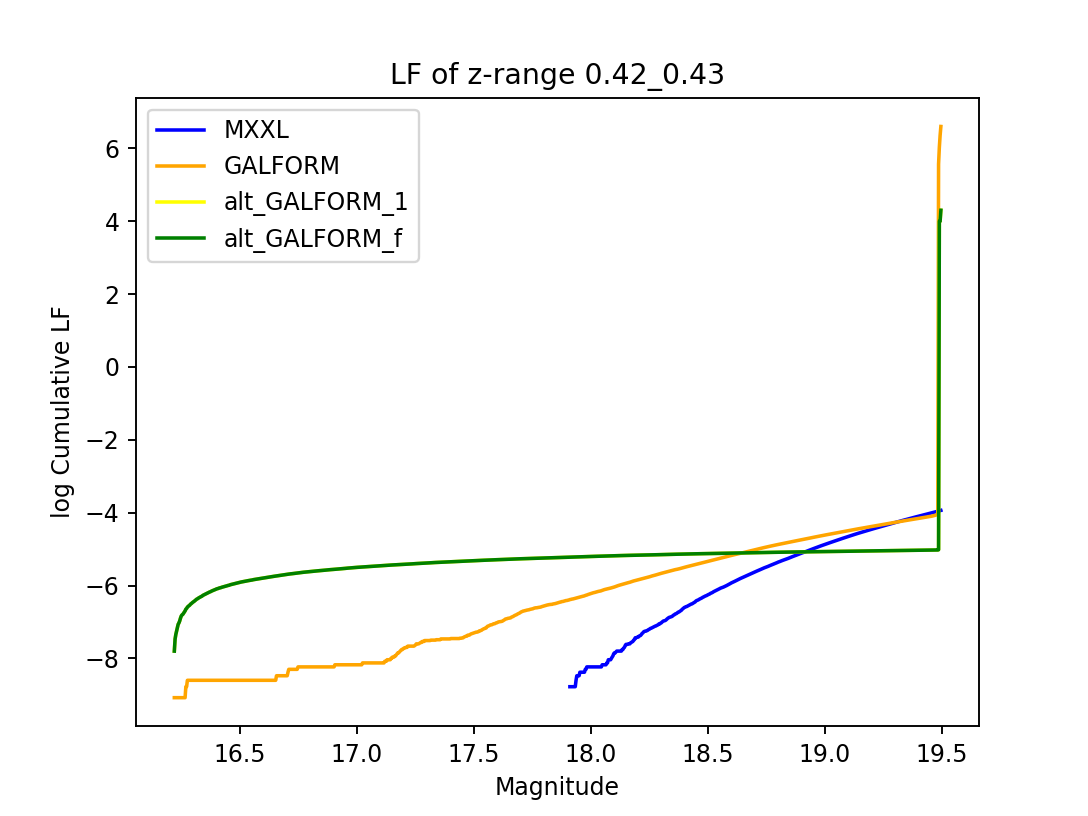 LF of z-range 0.42_0.43
MXXL
GALFORM
alt_GALFORM_1
alt_GALFORM_f
log Cumulative LF
6
4
2
0
−2
−4
−6
−8
16.5 17.0 17.5 18.0 18.5 19.0 19.5
Magnitude